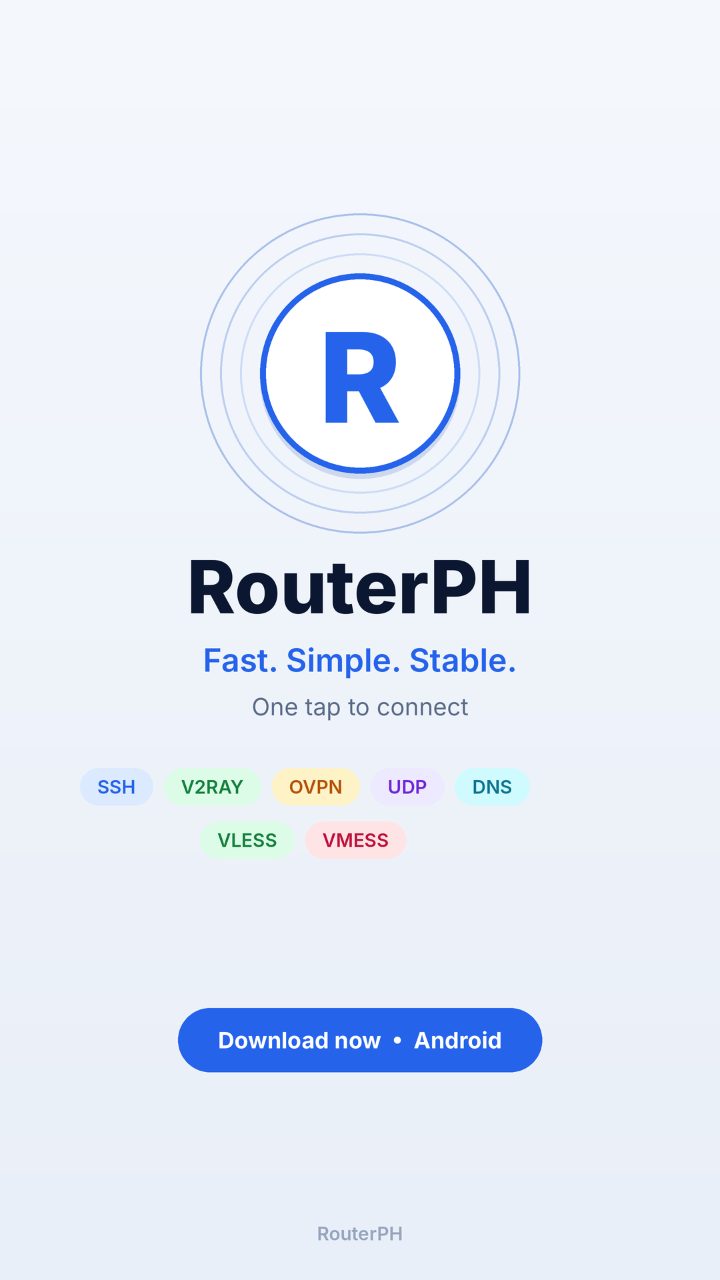 R
RouterPH
Fast. Simple. Stable.
One tap to connect
SSH V2RAY OVPN UDP DNS
VLESS VMESS
Download now • Android
RouterPH